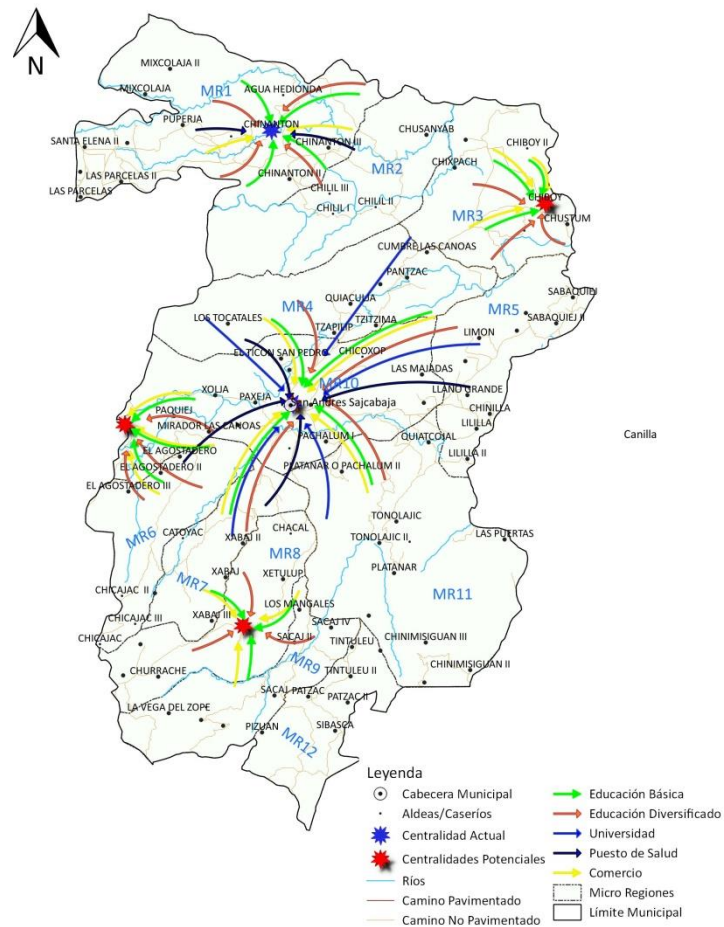 N
MIXCOLAJA II
MIXCOLAJA
MR1
AGUA HEDIONDA
PUPERJA
CHINANTON
SANTA ELENA II
CHINANTON III
CHUSANYAB
CHIBOY II
MR2
CHIXPACH
LAS PARCELAS II
CHINANTON II
LAS PARCELAS
CHILIL III
CHILIL I
CHILIL II
MR3
CHIBOY
CHUSTUM
CUMBRE LAS CANOAS
PANTZAC
SABAQUIEJ
MR4
QUIACUJIA
MR5
LOS TOCATALES
TZITZIMA
SABAQUIEJ II
TZAPILIP
LIMON
EL TICON SAN PEDRO
CHICOXOP
LAS MAJADAS
MR10
XOLJA
PAXEJA
LLANO GRANDE
San Andres Sajcabaja
PAQUIEJ
CHINILLA
MIRADOR LAS CANOAS
LILILLA
PACHALUM I
QUIATCOJAL
Canilla
EL AGOSTADERO
LILILLA II
EL AGOSTADERO II
PLATANAR O PACHALUM II
EL AGOSTADERO III
TONOLAJIC
CHACAL
MR6
CATOYAC
XABAJ II
TONOLAJIC II
LAS PUERTAS
MR8
XABAJ
XETULUP
PLATANAR
MR7
CHICAJAC II
MR11
LOS MANGALES
CHICAJAC III
XABAJ III
SACAJ IV
CHICAJAC
SACAJ II
TINTULEU
CHINIMISIGUAN III
MR9
CHURRACHE
TINTULEU II
CHINIMISIGUAN II
SACAJ
PATZAC
LA VEGA DEL ZOPE
PATZAC II
PIZUAN
SIBASCA
MR12
Leyenda
Cabecera Municipal
Aldeas/Caseríos
Centralidad Actual
Centralidades Potenciales
Ríos
Camino Pavimentado
Camino No Pavimentado
Educación Básica
Educación Diversificado
Universidad
Puesto de Salud
Comercio
Micro Regiones
Límite Municipal